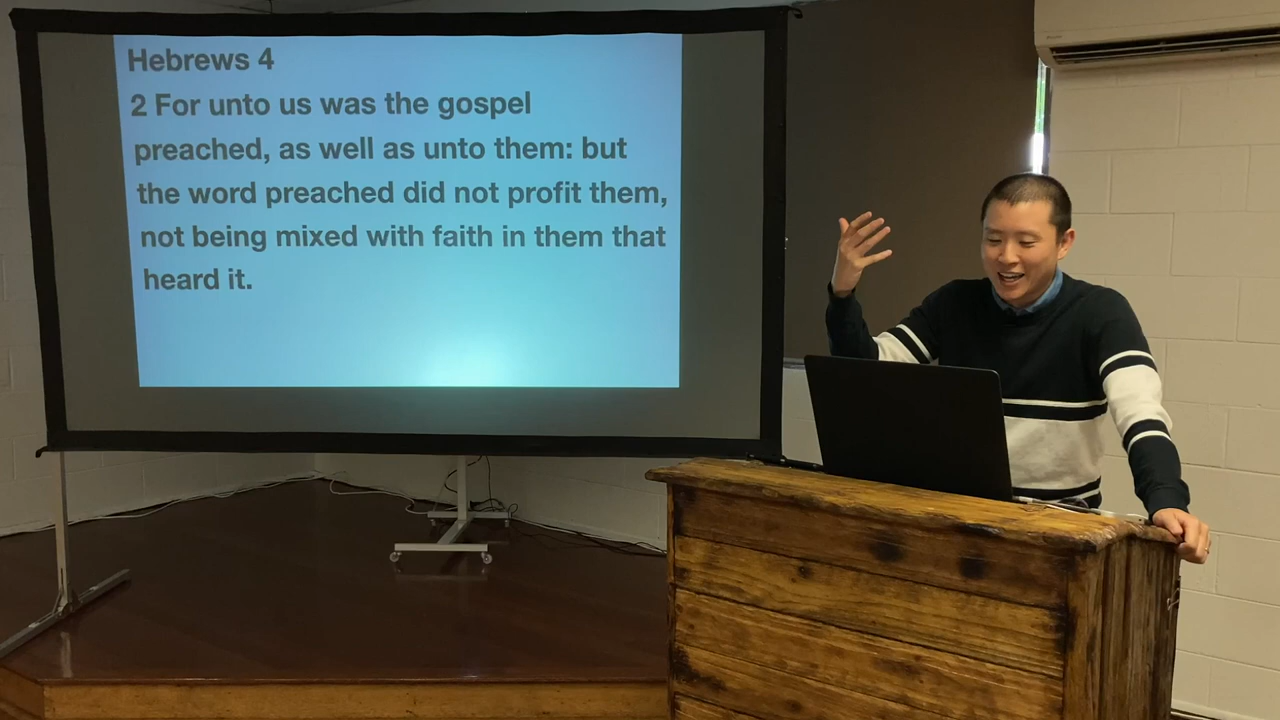 Hebrews 4
2 For unto us was the gospel
preached, as well as unto them: but
the word preached did not profit them,
not being mixed with faith in them that
heard it.